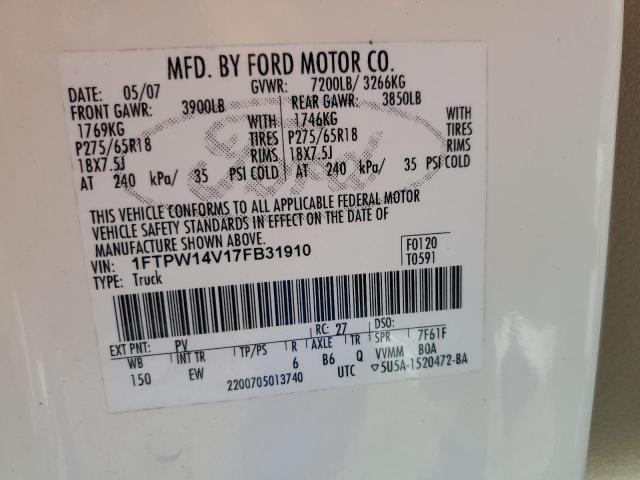 MFD. BY FORD MOTOR CO.
DATE: 05/07 GVWR: 7200LB/ 3266KG
FRONT GAWR: 3900LB REAR GAWR: 3850LB
1769KG WITH 1746KG WITH
P275/65R18 TIRES P275/65R18 TIRES
18X7.5J RIMS 18X7.5J RIMS
AT 240 kPa/ 35 PSI COLD AT 240 kPa/ 35 PSI COLD
Ford
THIS VEHICLE CONFORMS TO ALL APPLICABLE FEDERAL MOTOR
VEHICLE SAFETY STANDARDS IN EFFECT ON THE DATE OF
MANUFACTURE SHOWN ABOVE.
VIN: 1FTPW14V17FB31910 F0120
TYPE: Truck T0591
EXT PNT: PV RC: 27 DSO:
WB INT TR TP/PS R AXLE TR SPR 7F61F
150 EW 6 B6 Q VVMM BOA
2200705013740 UTC ▽5U5A-1520472-BA